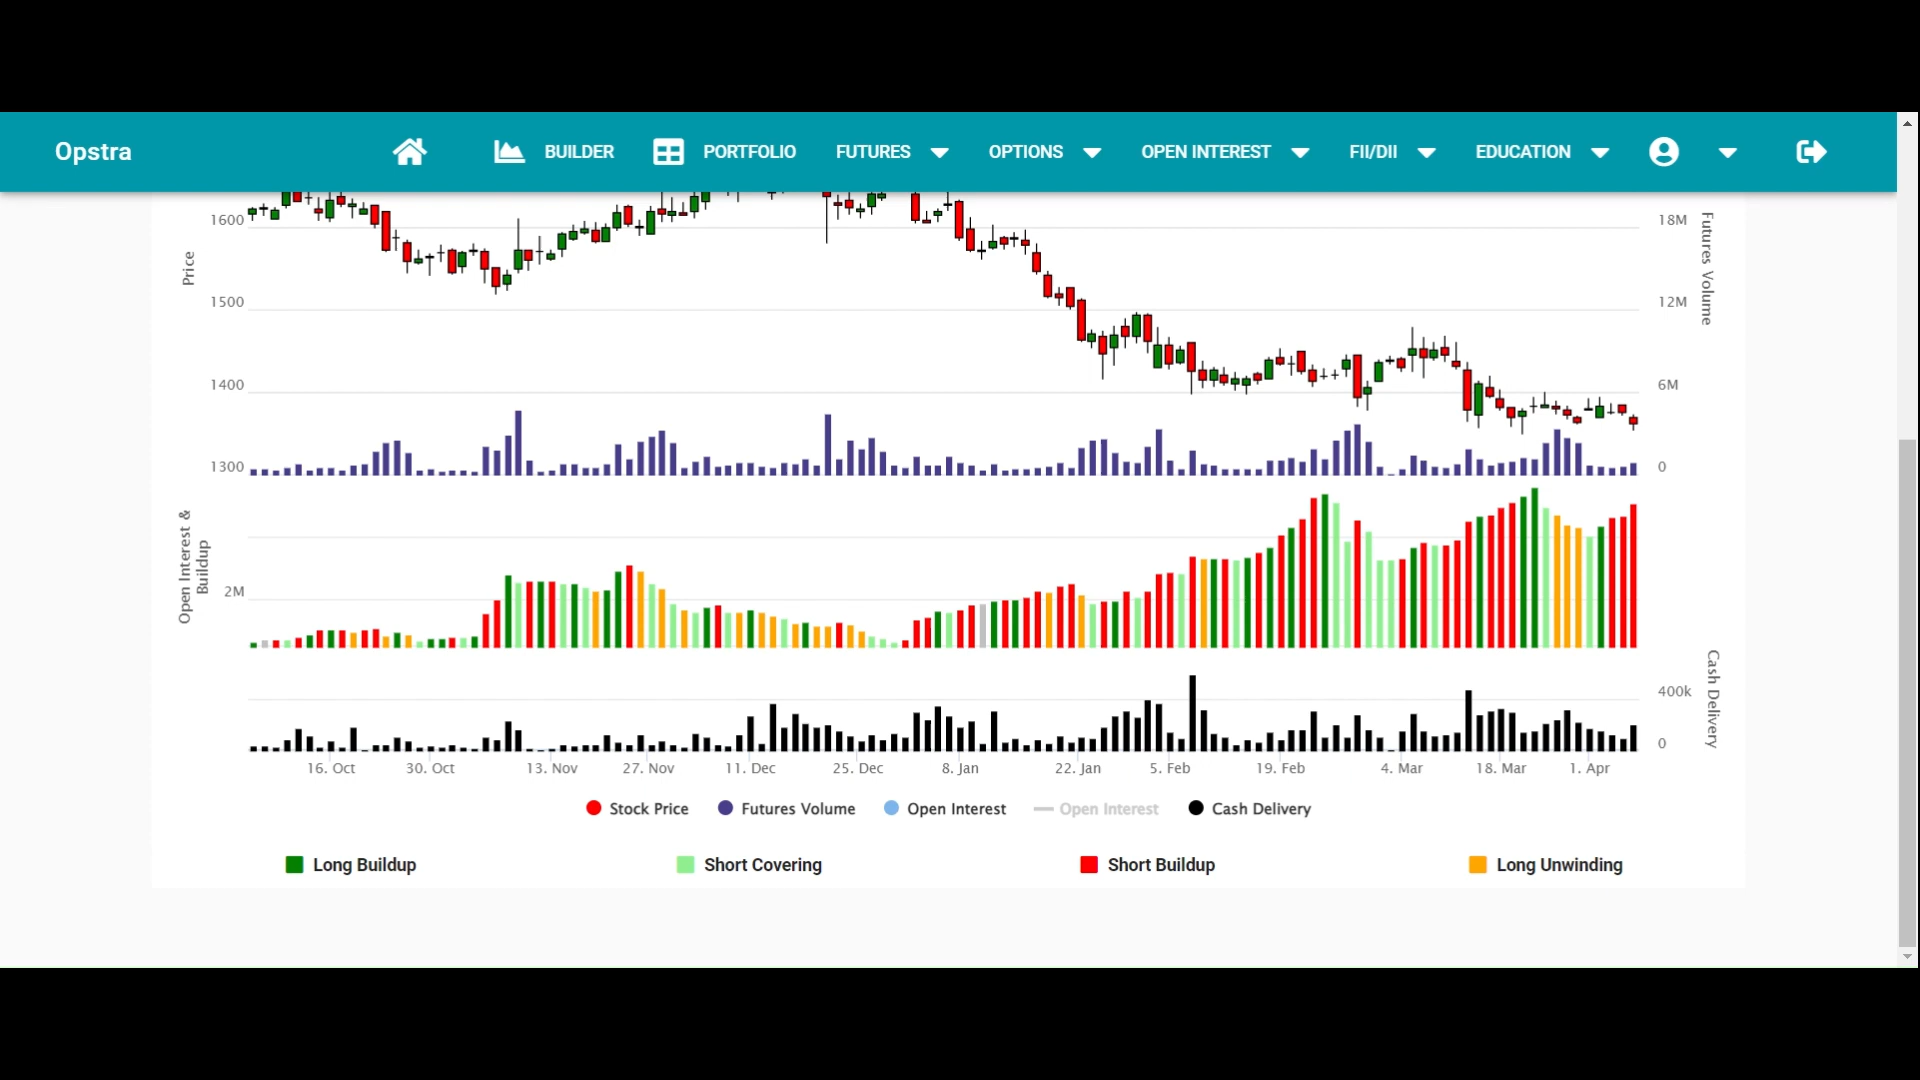 Opstra BUILDER PORTFOLIO FUTURES OPTIONS OPEN INTEREST FII/DII EDUCATION
1600
1500
1400
1300
Price
18M
12M
6M
0
Futures Volume
Open Interest &
Buildup
2M
400k
0
Cash Delivery
16. Oct 30. Oct 13. Nov 27. Nov 11. Dec 25. Dec 8. Jan 22. Jan 5. Feb 19. Feb 4. Mar 18. Mar 1. Apr
Stock Price Futures Volume Open Interest Open Interest Cash Delivery
Long Buildup Short Covering Short Buildup Long Unwinding